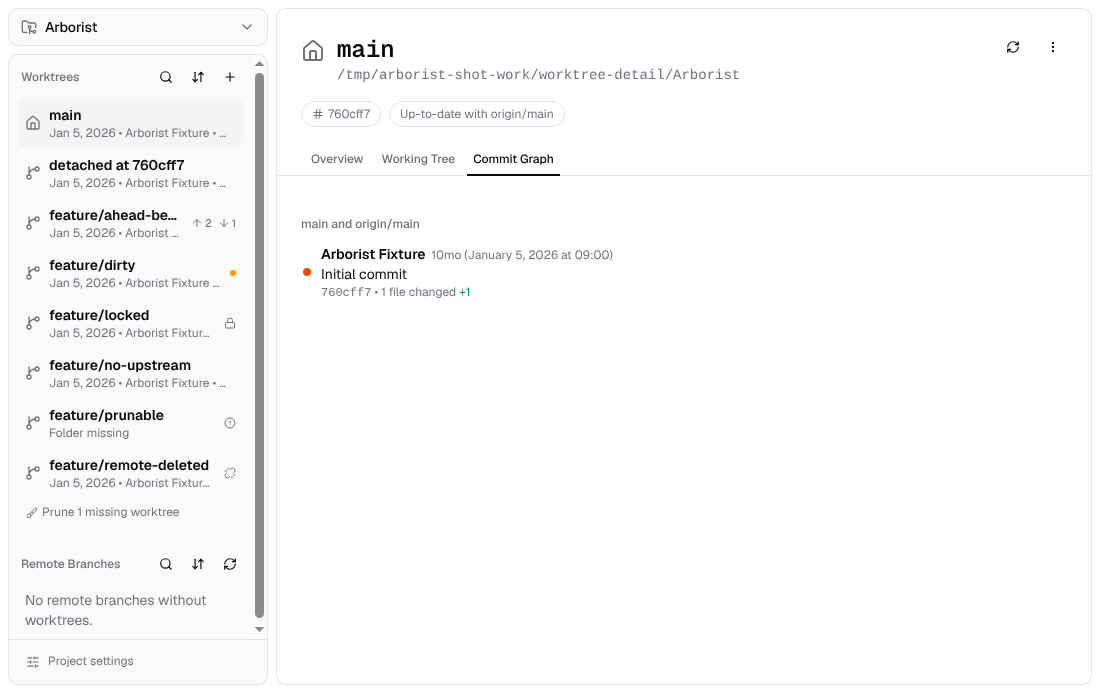 Arborist
Worktrees
main
Jan 5, 2026 • Arborist Fixture • ...
detached at 760cff7
Jan 5, 2026 • Arborist Fixture • ...
feature/ahead-be...
2 1
Jan 5, 2026 • Arborist ...
feature/dirty
Jan 5, 2026 • Arborist Fixture ...
feature/locked
Jan 5, 2026 • Arborist Fixtur...
feature/no-upstream
Jan 5, 2026 • Arborist Fixture • ...
feature/prunable
Folder missing
feature/remote-deleted
Jan 5, 2026 • Arborist Fixtur...
Prune 1 missing worktree
Remote Branches
No remote branches without
worktrees.
Project settings
main
/tmp/arborist-shot-work/worktree-detail/Arborist
# 760cff7
Up-to-date with origin/main
Overview
Working Tree
Commit Graph
main and origin/main
Arborist Fixture 10mo (January 5, 2026 at 09:00)
Initial commit
760cff7 • 1 file changed +1